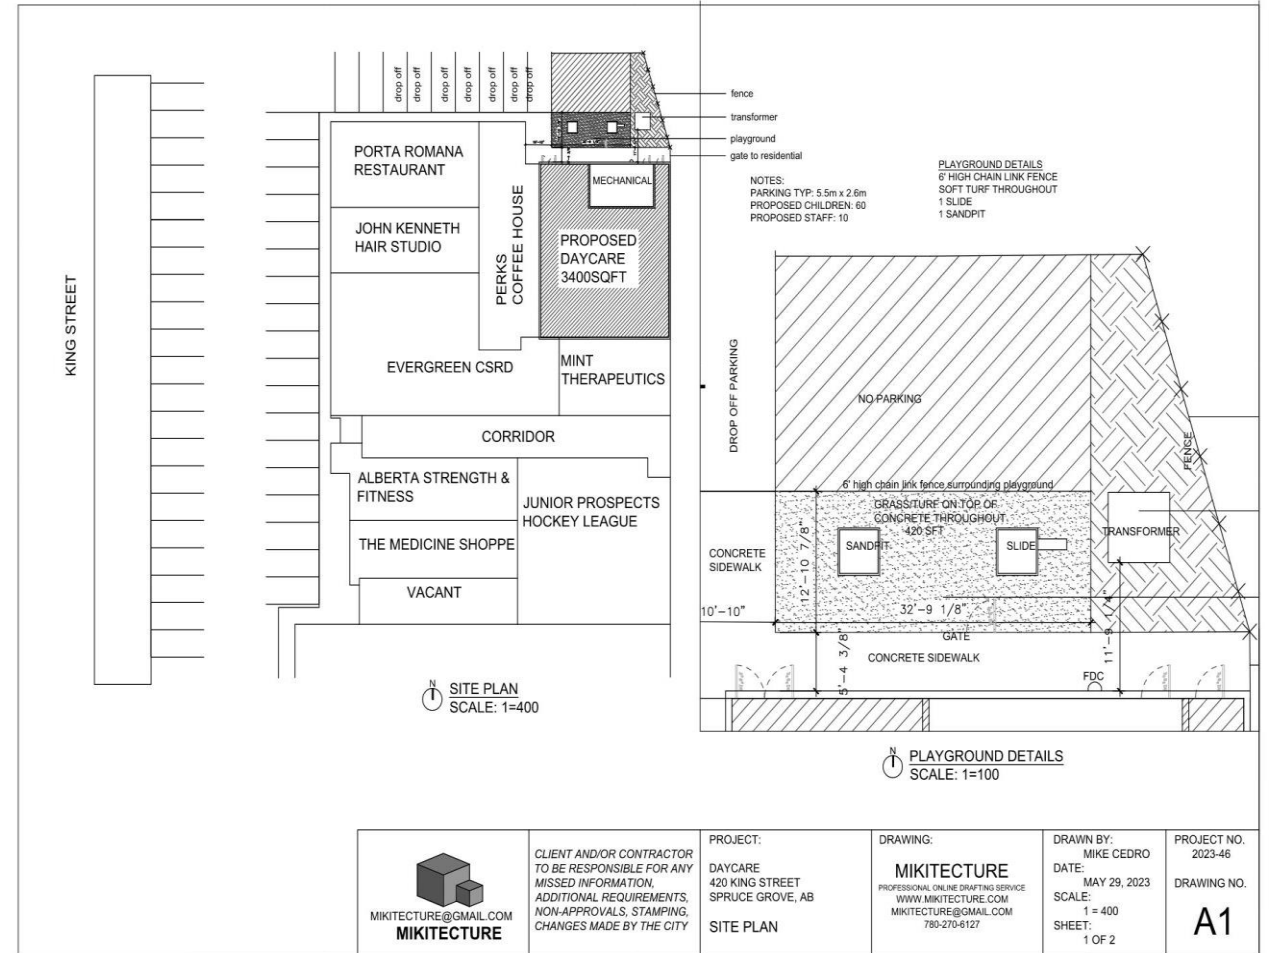 drop off
drop off
drop off
drop off
drop off
drop off
drop off
fence
transformer
playground
gate to residential
KING STREET
PORTA ROMANA
RESTAURANT
JOHN KENNETH
HAIR STUDIO
PERKS
COFFEE HOUSE
MECHANICAL
PROPOSED
DAYCARE
3400SQFT
EVERGREEN CSRD
MINT
THERAPEUTICS
CORRIDOR
ALBERTA STRENGTH &
FITNESS
JUNIOR PROSPECTS
HOCKEY LEAGUE
THE MEDICINE SHOPPE
VACANT
N
SITE PLAN
SCALE: 1=400
NOTES:
PARKING TYP: 5.5m x 2.6m
PROPOSED CHILDREN: 60
PROPOSED STAFF: 10
PLAYGROUND DETAILS
6' HIGH CHAIN LINK FENCE
SOFT TURF THROUGHOUT
1 SLIDE
1 SANDPIT
DROP OFF PARKING
NO PARKING
FENCE
6' high chain link fence surrounding playground
GRASS/TURF ON TOP OF
CONCRETE THROUGHOUT
420 SFT
SANDPIT
SLIDE
TRANSFORMER
CONCRETE
SIDEWALK
12'-10 7/8"
10'-10"
32'-9 1/8"
11'-9 1/4"
GATE
5'-4 3/8"
CONCRETE SIDEWALK
FDC
N
PLAYGROUND DETAILS
SCALE: 1=100
MIKITECTURE@GMAIL.COM
MIKITECTURE
CLIENT AND/OR CONTRACTOR
TO BE RESPONSIBLE FOR ANY
MISSED INFORMATION,
ADDITIONAL REQUIREMENTS,
NON-APPROVALS, STAMPING,
CHANGES MADE BY THE CITY
PROJECT:
DAYCARE
420 KING STREET
SPRUCE GROVE, AB
SITE PLAN
DRAWING:
MIKITECTURE
PROFESSIONAL ONLINE DRAFTING SERVICE
WWW.MIKITECTURE.COM
MIKITECTURE@GMAIL.COM
780-270-6127
DRAWN BY:
MIKE CEDRO
DATE:
MAY 29, 2023
SCALE:
1 = 400
SHEET:
1 OF 2
PROJECT NO.
2023-46
DRAWING NO.
A1